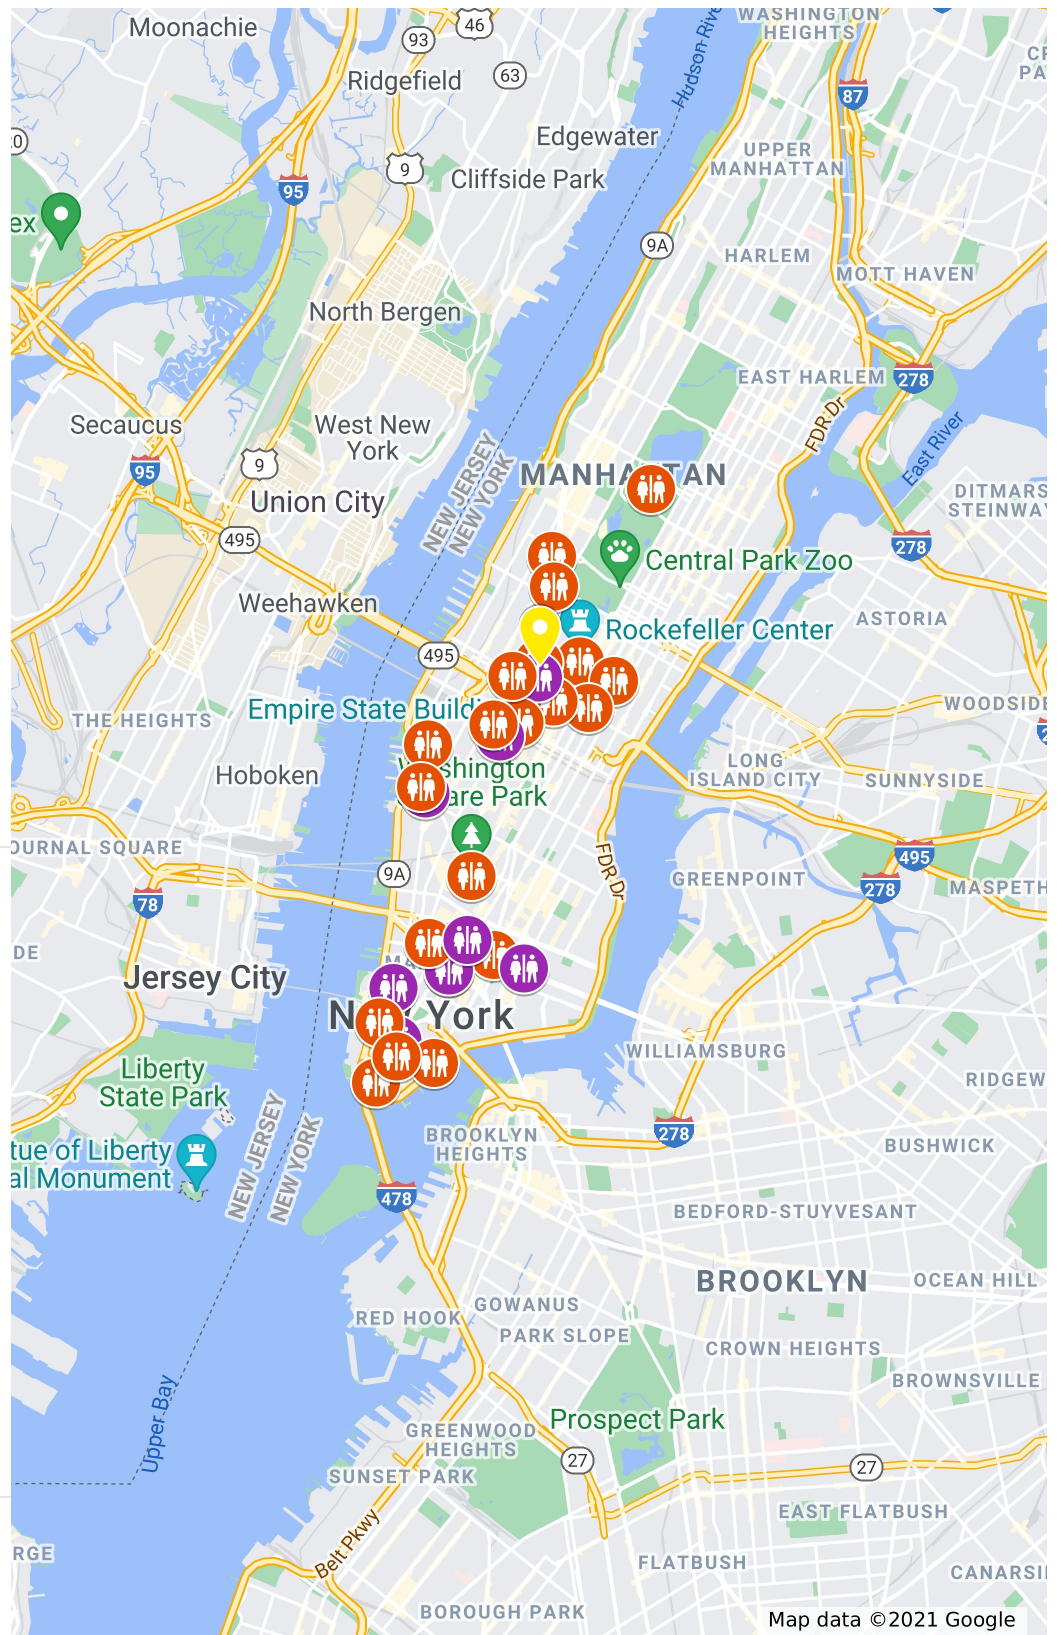 Moonachie
93
46
WASHINGTON
HEIGHTS
Ridgefield
63
Hudson River
87
Edgewater
9
Cliffside Park
UPPER
MANHATTAN
95
ex
9A
HARLEM
MOTT HAVEN
North Bergen
EAST HARLEM
278
FDR Dr
East River
Secaucus
West New
York
95
9
Union City
NEW JERSEY
NEW YORK
MANHATTAN
DITMARS
STEINWAY
495
278
Central Park Zoo
Weehawken
ASTORIA
Rockefeller Center
495
Empire State Buildi
WOODSIDE
THE HEIGHTS
LONG
ISLAND CITY
SUNNYSIDE
Hoboken
Washington
Square Park
OURNAL SQUARE
495
9A
FDR Dr
GREENPOINT
278
MASPETH
78
DE
Jersey City
New York
WILLIAMSBURG
Liberty
State Park
RIDGEW
NEW JERSEY
NEW YORK
278
BROOKLYN
HEIGHTS
BUSHWICK
tue of Liberty
al Monument
478
BEDFORD-STUYVESANT
BROOKLYN
OCEAN HILL
RED HOOK
GOWANUS
PARK SLOPE
CROWN HEIGHTS
BROWNSVILLE
Upper Bay
Prospect Park
GREENWOOD
HEIGHTS
27
27
SUNSET PARK
EAST FLATBUSH
Belt Pkwy
RGE
FLATBUSH
CANARSI
BOROUGH PARK
Map data ©2021 Google